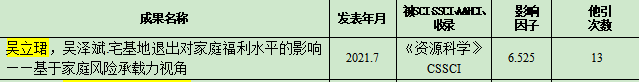 成果名称 发表年月 被SCI.SSCI.A&HCI、 影响 他引
收录 因子 次数
吴立珺，吴泽斌.宅基地退出对家庭福利水平的影响 2021.7 《资源科学》 6.525 13
——基于家庭风险承载力视角 CSSCI